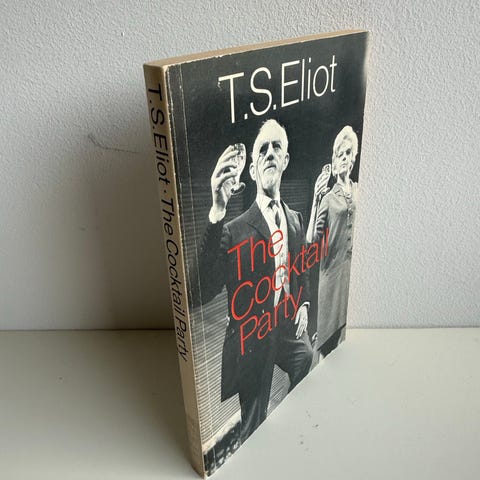 T.S.Eliot
The
Cocktail
Party
T.S.Eliot · The Cocktail Party